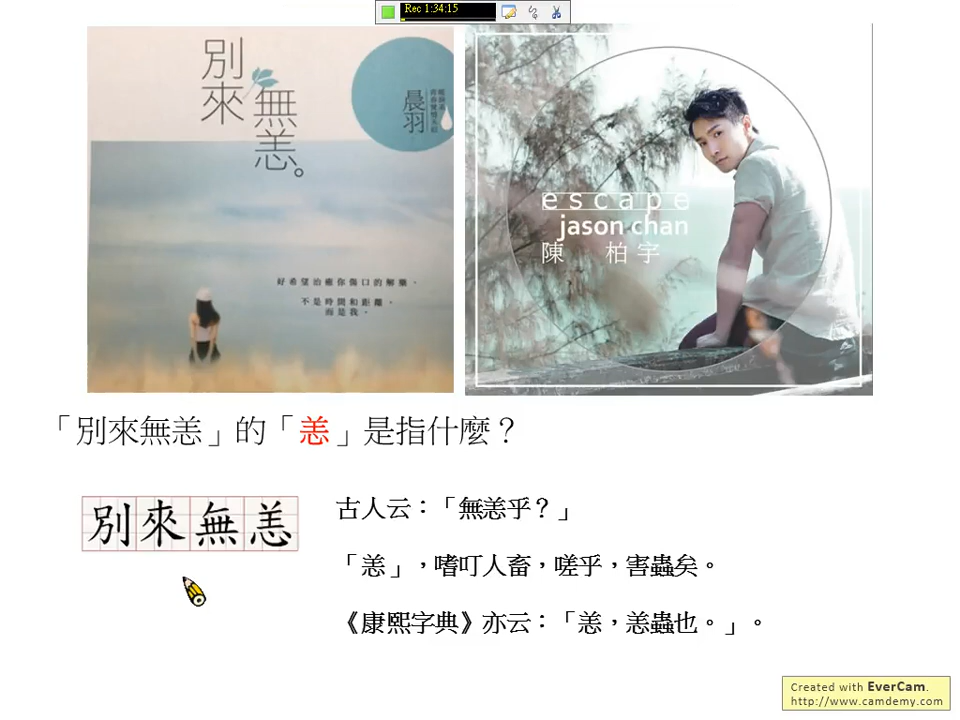 Rec 1:34:15
別來
無恙。
晨羽
好希望治癒你傷口的解藥，
不是時間和距離，
而是我。
escape
jason chan
陳 柏宇
「別來無恙」的「恙」是指什麼？
別來無恙
古人云：「無恙乎？」
「恙」，嗜叮人畜，嗟乎，害蟲矣。
《康熙字典》亦云：「恙，恙蟲也。」。
Created with EverCam.
http://www.camdemy.com